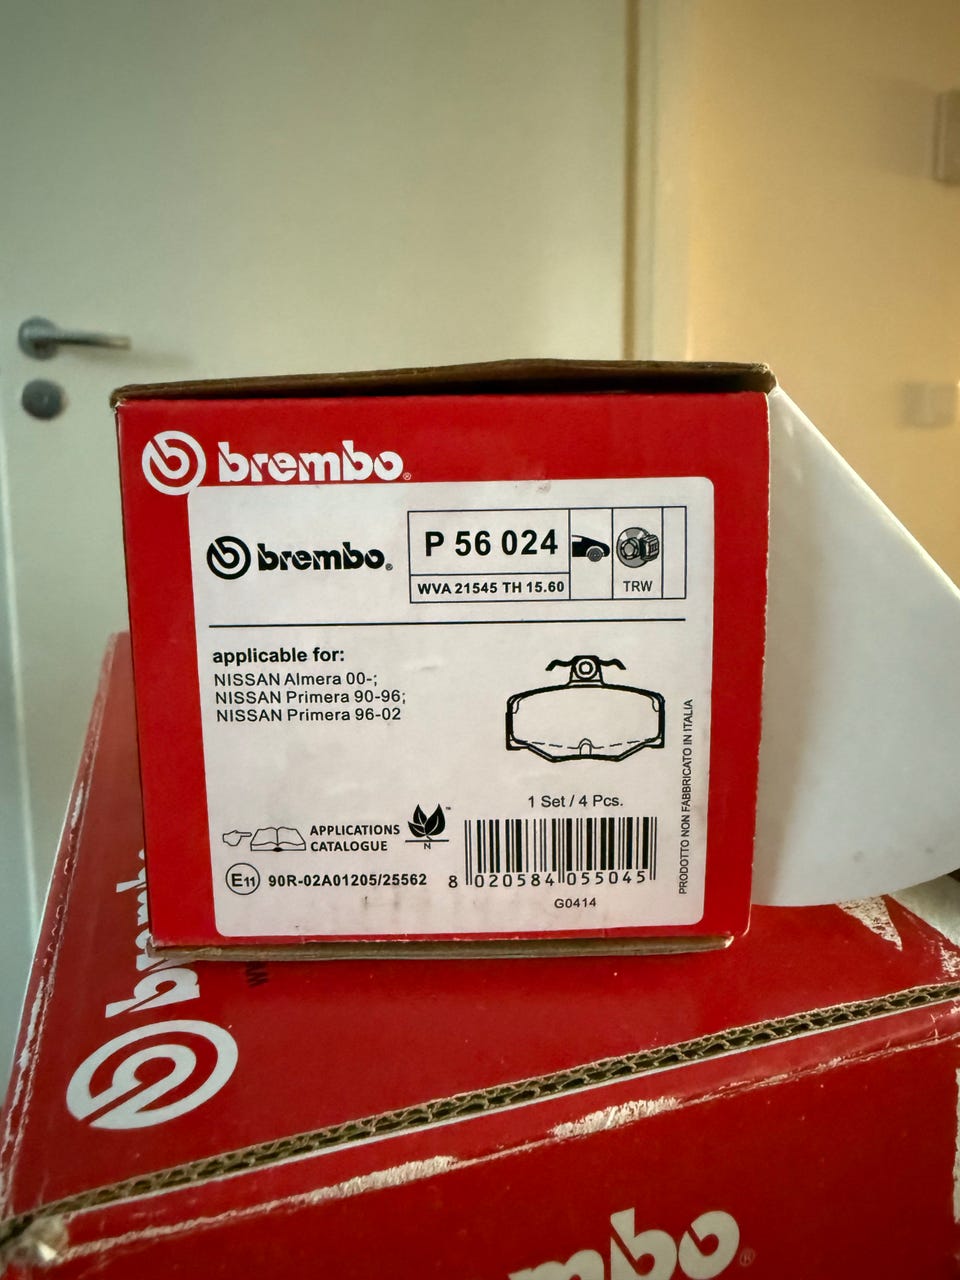 brembo®
brembo®
P 56 024
WVA 21545 TH 15.60
TRW
applicable for:
NISSAN Almera 00-;
NISSAN Primera 90-96;
NISSAN Primera 96-02
PRODOTTO NON FABBRICATO IN ITALIA
1 Set / 4 Pcs.
APPLICATIONS
CATALOGUE
N
™
E11 90R-02A01205/25562
8 020584 055045
G0414